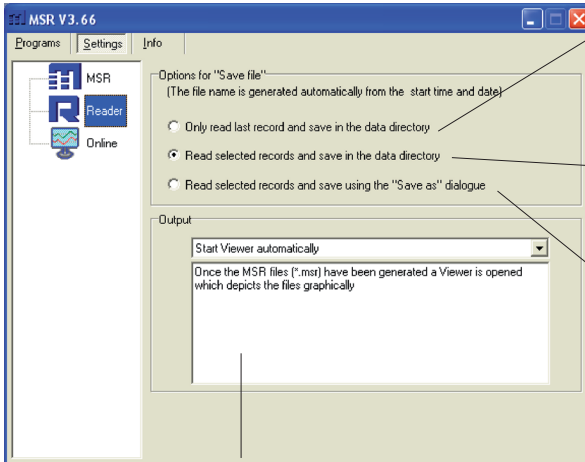 MSR V3.66
Programs Settings Info
MSR
Reader
Online
Options for "Save file"
(The file name is generated automatically from the start time and date)
Only read last record and save in the data directory
Read selected records and save in the data directory
Read selected records and save using the "Save as" dialogue
Output
Start Viewer automatically
Once the MSR files (*.msr) have been generated a Viewer is opened
which depicts the files graphically